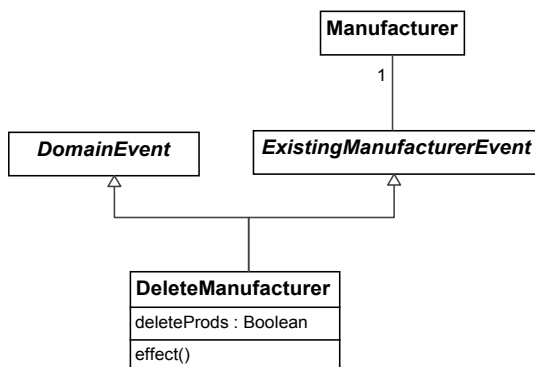 Manufacturer
1
DomainEvent
ExistingManufacturerEvent
DeleteManufacturer
deleteProds : Boolean
effect()